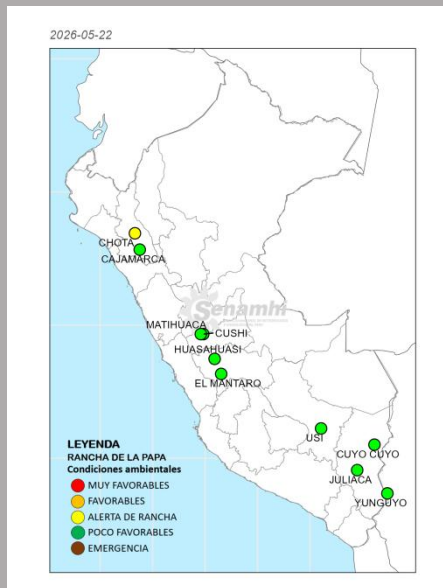 2026-05-22
CHOTA
CAJAMARCA
Senamhi
MATIHUACA
CUSHI
HUASAHUASI
EL MANTARO
USI
CUYO CUYO
JULIACA
YUNGUYO
LEYENDA
RANCHA DE LA PAPA
Condiciones ambientales
MUY FAVORABLES
FAVORABLES
ALERTA DE RANCHA
POCO FAVORABLES
EMERGENCIA